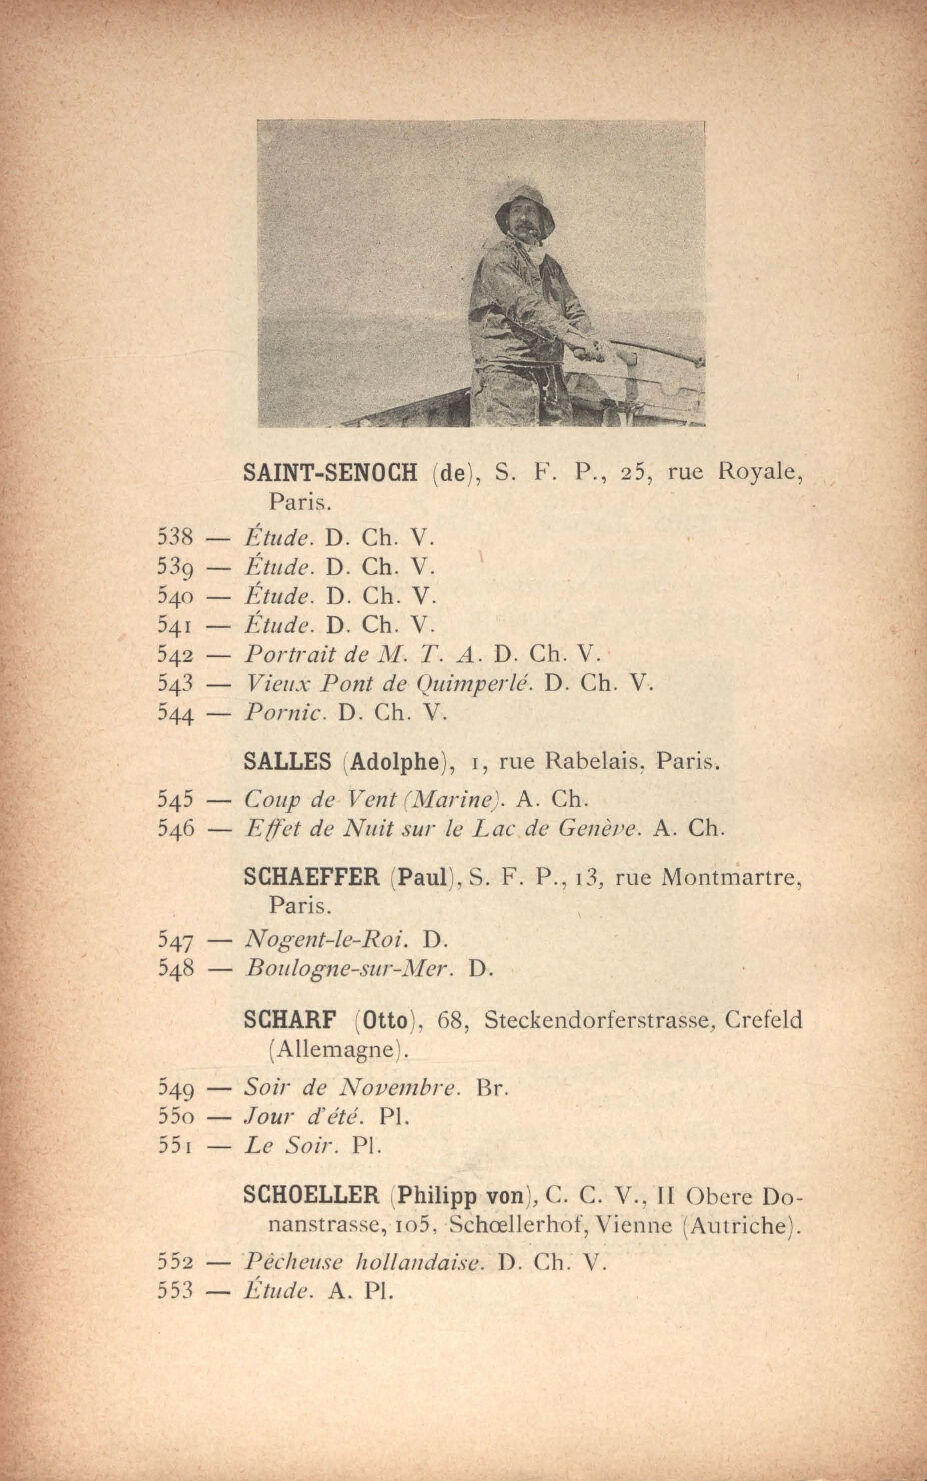 SAINT-SENOCH (de), S. F. P., 25, rue Royale,
Paris.
538 — Étude. D. Ch. V.
539 — Étude. D. Ch. V.
540 — Étude. D. Ch. V.
541 — Étude. D. Ch. V.
542 — Portrait de M. T. A. D. Ch. V.
543 — Vieux Pont de Quimperlé. D. Ch. V.
544 — Pornic. D. Ch. V.
SALLES (Adolphe), 1, rue Rabelais, Paris.
545 — Coup de Vent (Marine). A. Ch.
546 — Effet de Nuit sur le Lac de Genève. A. Ch.
SCHAEFFER (Paul), S. F. P., 13, rue Montmartre,
Paris.
547 — Nogent-le-Roi. D.
548 — Boulogne-sur-Mer. D.
SCHARF (Otto), 68, Steckendorferstrasse, Crefeld
(Allemagne).
549 — Soir de Novembre. Br.
550 — Jour d'été. Pl.
551 — Le Soir. Pl.
SCHOELLER (Philipp von), C. C. V., II Obere Do-
nanstrasse, 105, Schœllerhof, Vienne (Autriche).
552 — Pêcheuse hollandaise. D. Ch. V.
553 — Étude. A. Pl.